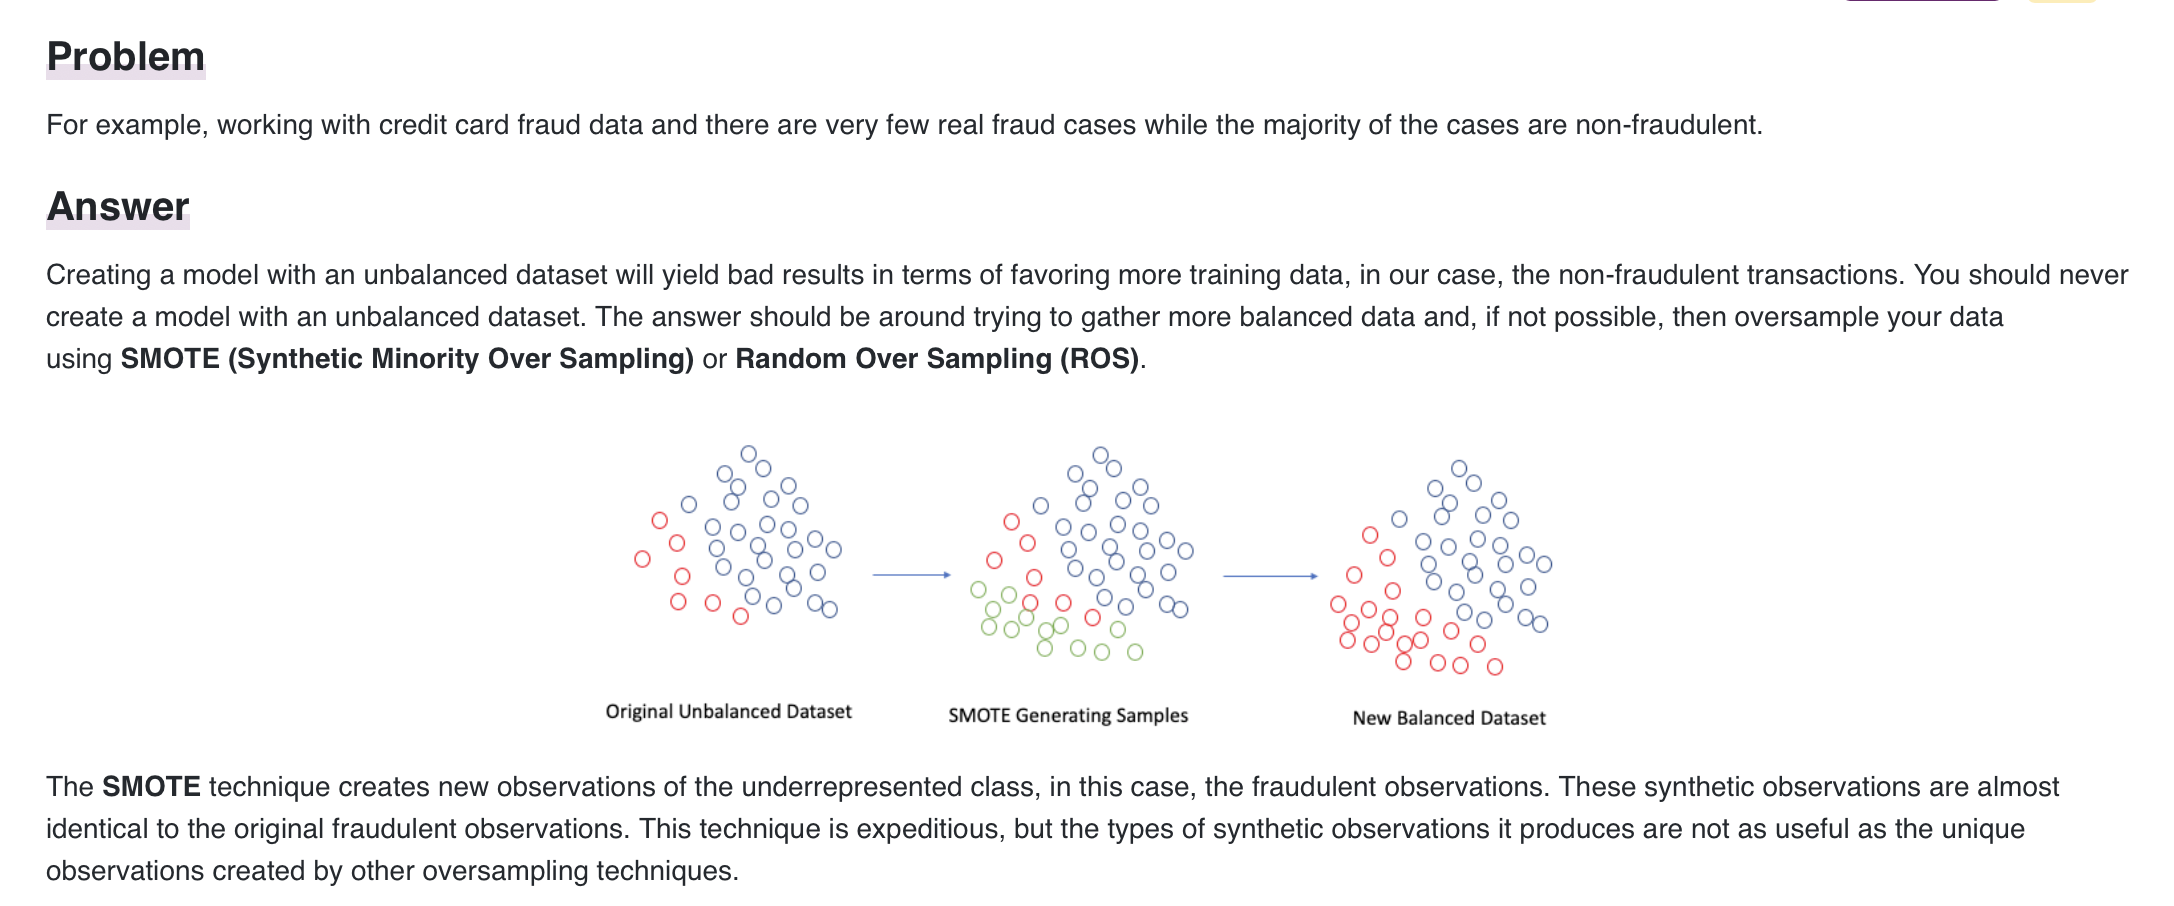 Problem
For example, working with credit card fraud data and there are very few real fraud cases while the majority of the cases are non-fraudulent.
Answer
Creating a model with an unbalanced dataset will yield bad results in terms of favoring more training data, in our case, the non-fraudulent transactions. You should never
create a model with an unbalanced dataset. The answer should be around trying to gather more balanced data and, if not possible, then oversample your data
using SMOTE (Synthetic Minority Over Sampling) or Random Over Sampling (ROS).
Original Unbalanced Dataset
SMOTE Generating Samples
New Balanced Dataset
The SMOTE technique creates new observations of the underrepresented class, in this case, the fraudulent observations. These synthetic observations are almost
identical to the original fraudulent observations. This technique is expeditious, but the types of synthetic observations it produces are not as useful as the unique
observations created by other oversampling techniques.